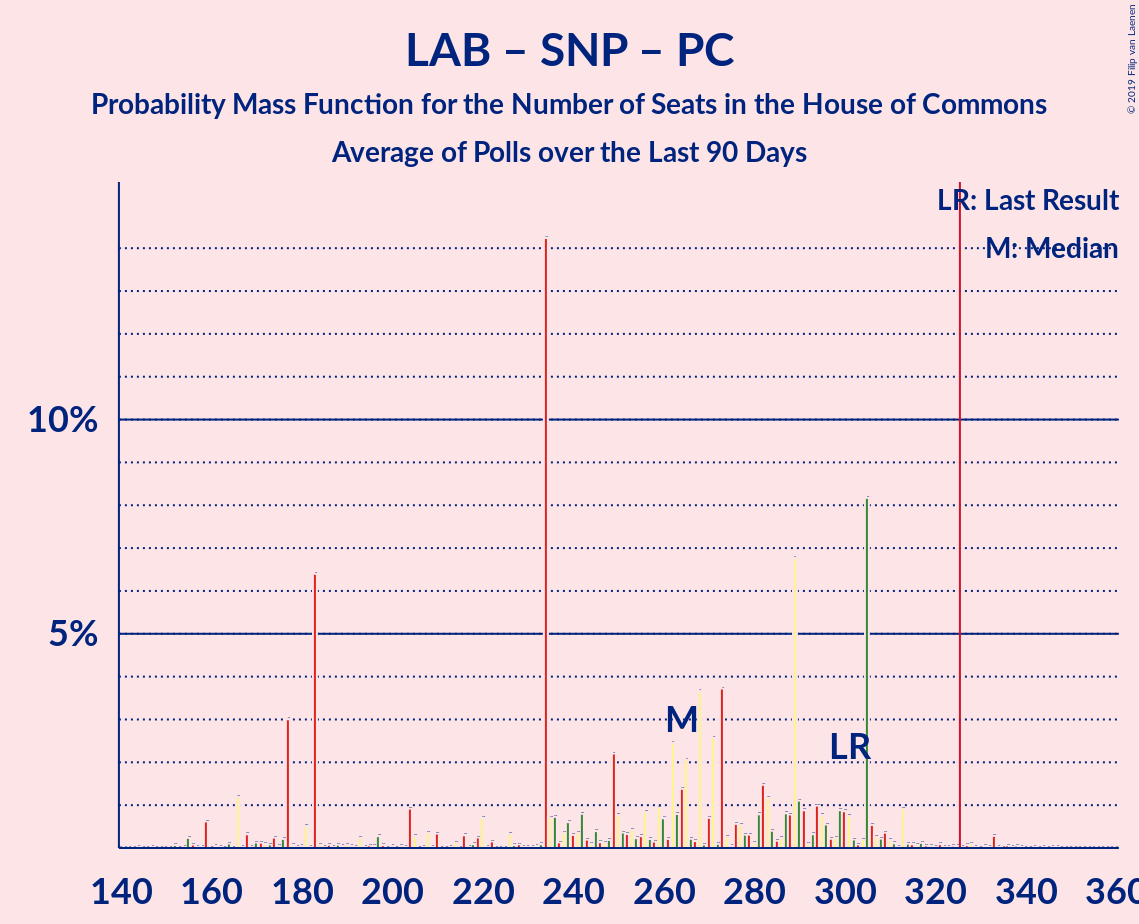 © 2019 Filip van Laenen
LAB – SNP – PC
Probability Mass Function for the Number of Seats in the House of Commons
Average of Polls over the Last 90 Days
LR: Last Result
M: Median
10%
5%
M
LR
140 160 180 200 220 240 260 280 300 320 340 360